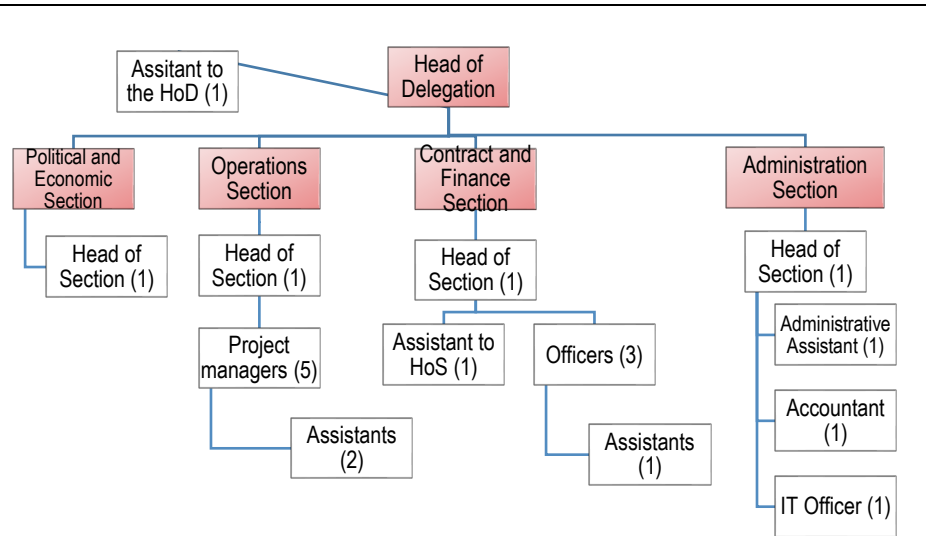 Assitant to
the HoD (1)
Head of
Delegation
Political and
Economic
Section
Operations
Section
Contract and
Finance
Section
Administration
Section
Head of
Section (1)
Head of
Section (1)
Head of
Section (1)
Head of
Section (1)
Project
managers (5)
Assistant to
HoS (1)
Officers (3)
Administrative
Assistant (1)
Assistants
(2)
Assistants
(1)
Accountant
(1)
IT Officer (1)